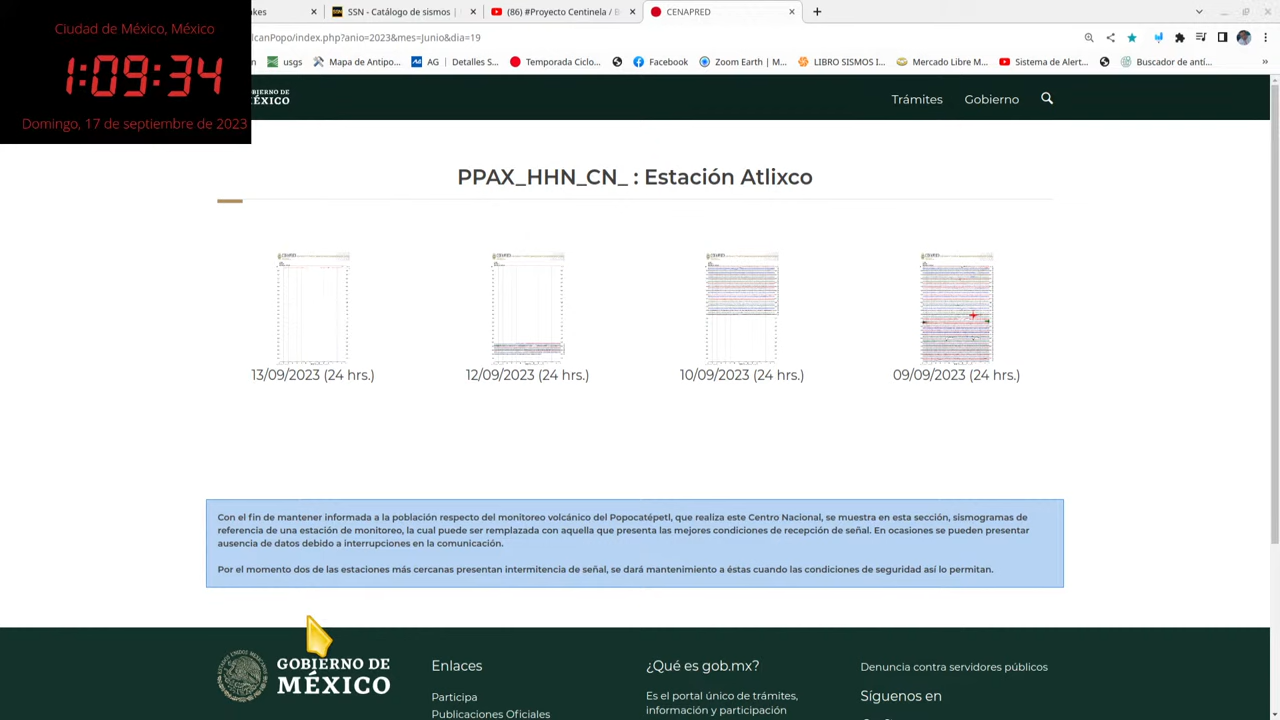 Ciudad de México, México
1:09:34
Domingo, 17 de septiembre de 2023
SSN - Catálogo de sismos
(86) #Proyecto Centinela /
CENAPRED
index.php?anio=2023&mes=Junio&dia=19
usgs
Mapa de Antipo...
AG
Detalles S...
Temporada Ciclo...
Facebook
Zoom Earth | M...
LIBRO SISMOS I...
Mercado Libre M...
Sistema de Alert...
Buscador de antí...
»
MÉXICO
Trámites
Gobierno
PPAX_HHN_CN_ : Estación Atlixco
13/09/2023 (24 hrs.)
12/09/2023 (24 hrs.)
10/09/2023 (24 hrs.)
09/09/2023 (24 hrs.)
Con el fin de mantener informada a la población respecto del monitoreo volcánico del Popocatépetl, que realiza este Centro Nacional, se muestra en esta sección, sismogramas de
referencia de una estación de monitoreo, la cual puede ser remplazada con aquella que presenta las mejores condiciones de recepción de señal. En ocasiones se pueden presentar
ausencia de datos debido a interrupciones en la comunicación.
Por el momento dos de las estaciones más cercanas presentan intermitencia de señal, se dará mantenimiento a éstas cuando las condiciones de seguridad así lo permitan.
GOBIERNO DE
MÉXICO
Enlaces
Participa
Publicaciones Oficiales
¿Qué es gob.mx?
Es el portal único de trámites,
información y participación
Denuncia contra servidores públicos
Síguenos en